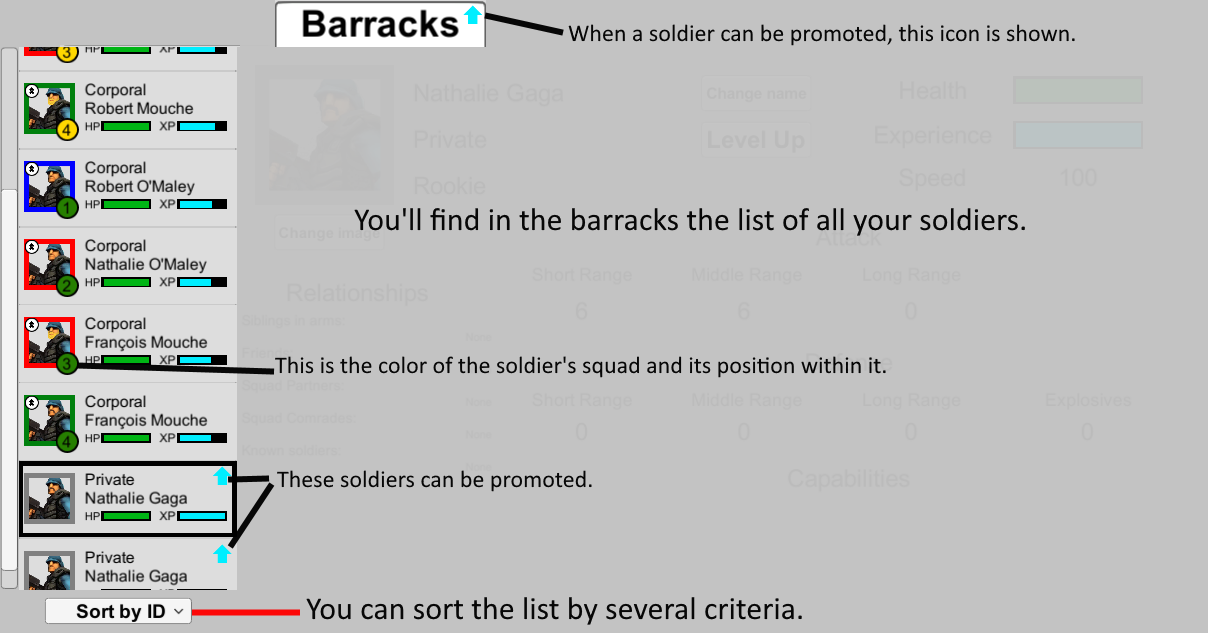 Barracks
When a soldier can be promoted, this icon is shown.
3
HP XP
Corporal
Robert Mouche
HP XP
4
Corporal
Robert O'Maley
HP XP
1
Corporal
Nathalie O'Maley
HP XP
2
Corporal
François Mouche
HP XP
3
Corporal
François Mouche
HP XP
4
Private
Nathalie Gaga
HP XP
Private
Nathalie Gaga
Sort by ID
Nathalie Gaga Change name Health
Private Level Up Experience
Rookie Speed 100
You'll find in the barracks the list of all your soldiers.
Change image Attack
Short Range Middle Range Long Range
Relationships
6 6 0
Siblings in arms:
None
This is the color of the soldier's squad and its position within it.
Squad Partners:
None Short Range Middle Range Long Range Explosives
Squad Comrades:
None 0 0 0 0
Known soldiers:
These soldiers can be promoted.
Capabilities
You can sort the list by several criteria.